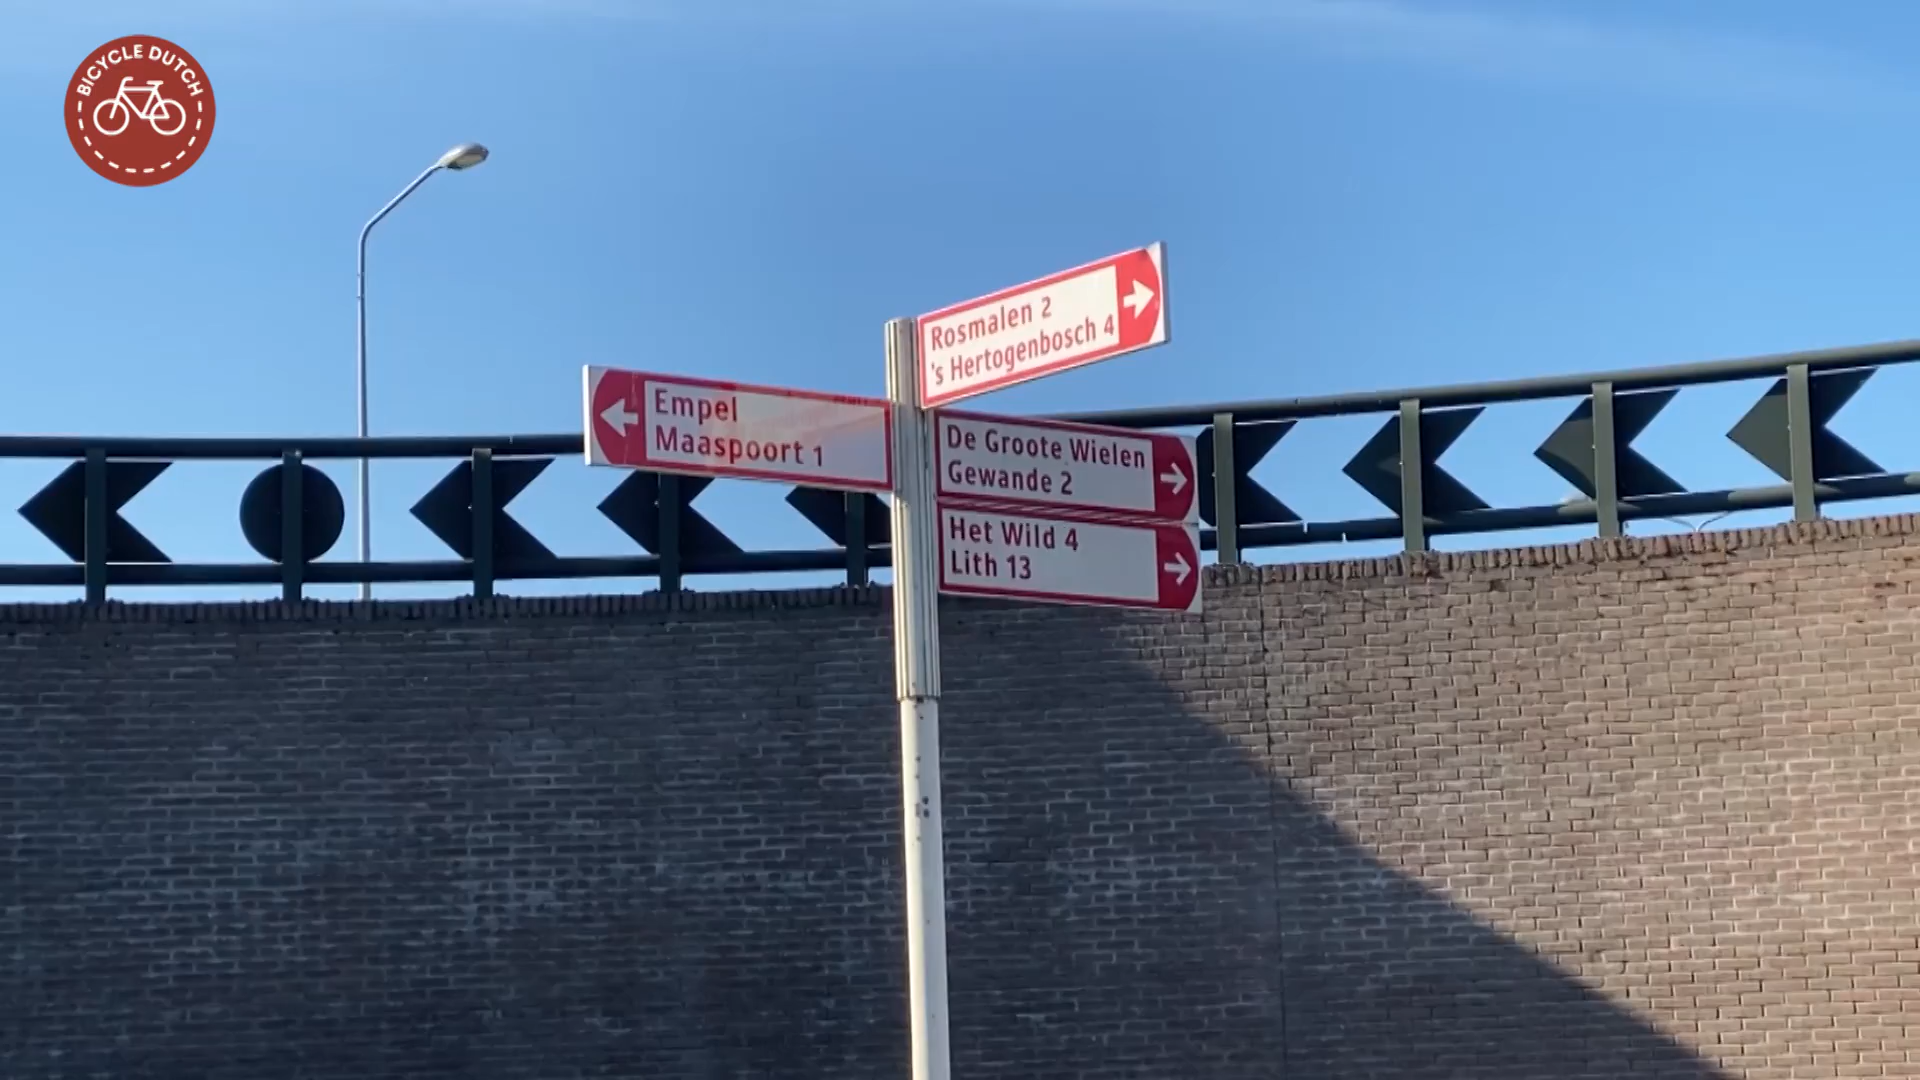 BICYCLE DUTCH
Rosmalen 2
's Hertogenbosch 4
Empel
Maaspoort 1
De Groote Wielen
Gewande 2
Het Wild 4
Lith 13